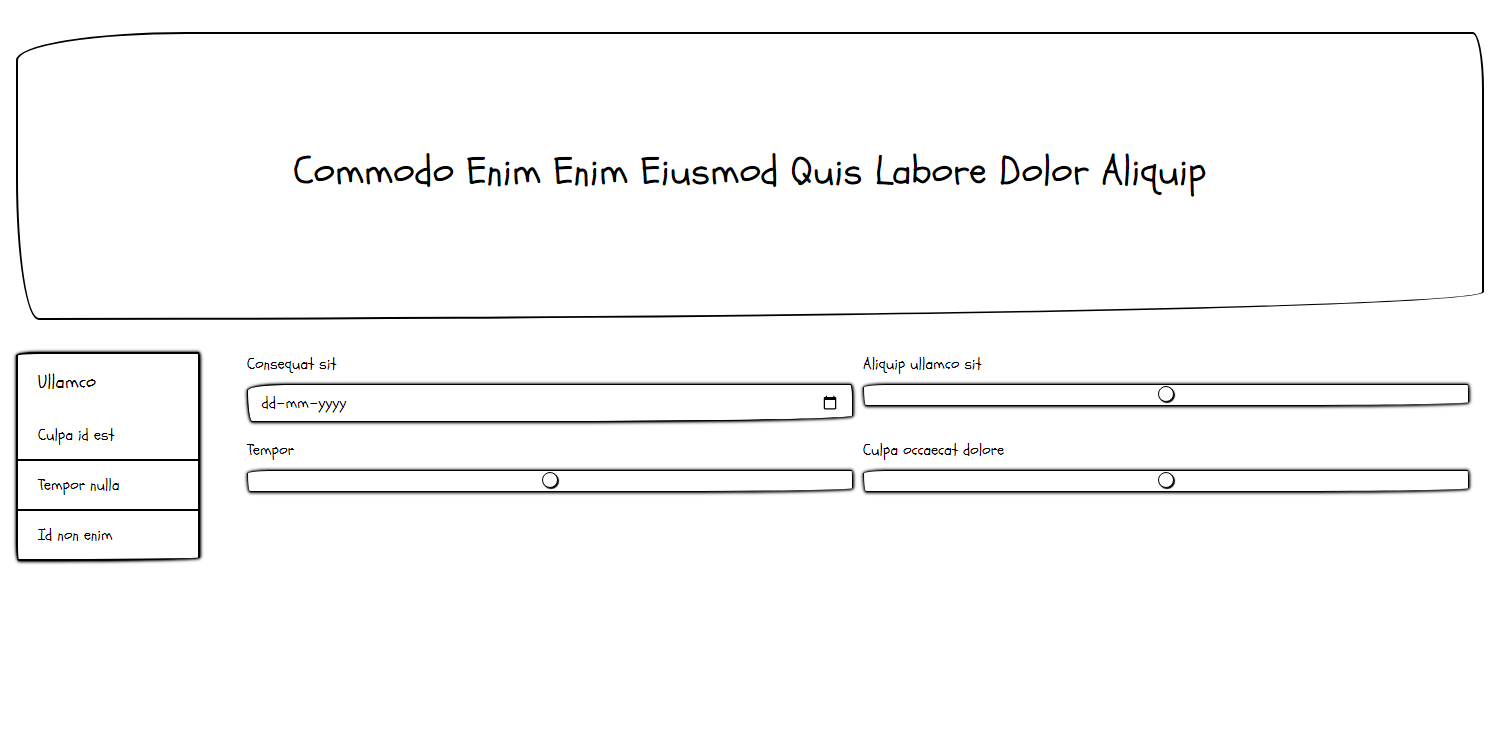 Commodo Enim Enim Eiusmod Quis Labore Dolor Aliquip
Ullamco
Culpa id est
Tempor nulla
Id non enim
Consequat sit
dd-mm-yyyy
Aliquip ullamco sit
Tempor
Culpa occaecat dolore